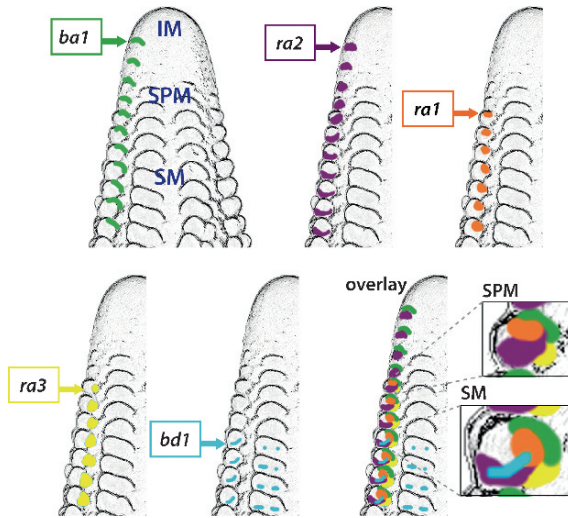 ba1
IM
SPM
SM
ra2
ra1
ra3
bd1
overlay
SPM
SM